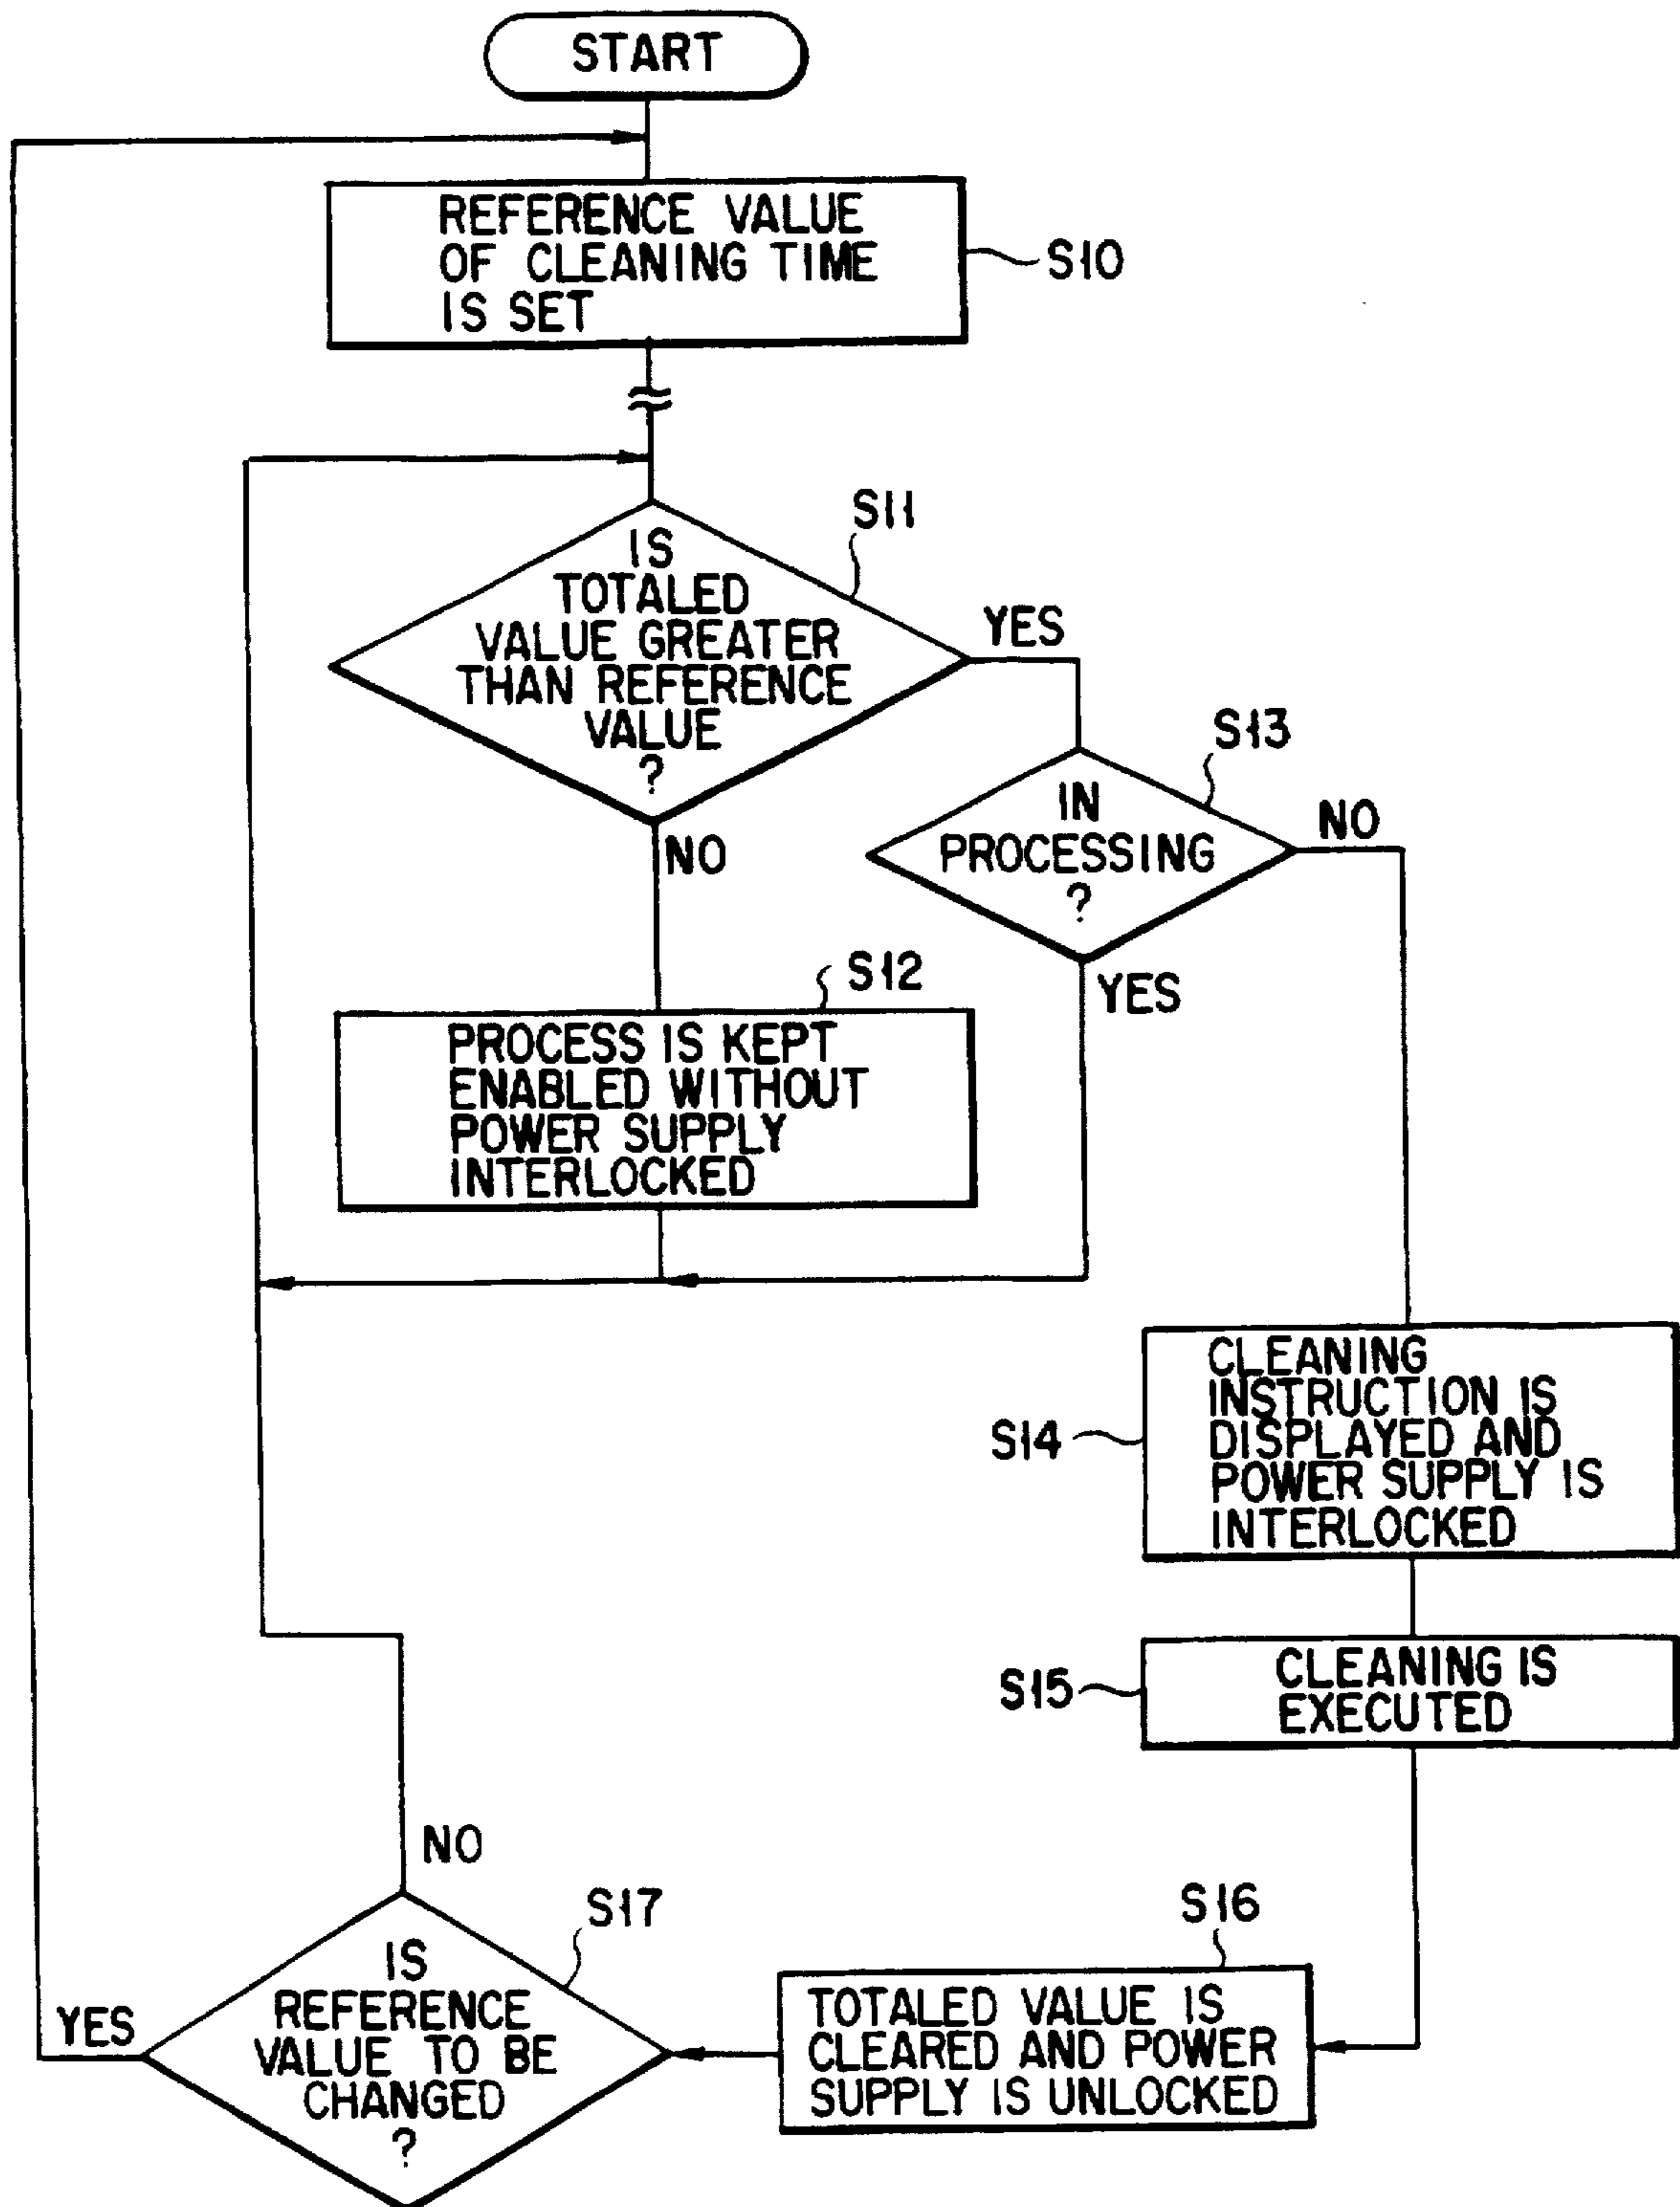 START
REFERENCE VALUE
OF CLEANING TIME
IS SET
S10
S11
IS
TOTALED
VALUE GREATER
THAN REFERENCE
VALUE
?
YES
NO
S13
IN
PROCESSING
?
NO
YES
S12
PROCESS IS KEPT
ENABLED WITHOUT
POWER SUPPLY
INTERLOCKED
S14
CLEANING
INSTRUCTION IS
DISPLAYED AND
POWER SUPPLY IS
INTERLOCKED
S15
CLEANING IS
EXECUTED
S16
TOTALED VALUE IS
CLEARED AND POWER
SUPPLY IS UNLOCKED
S17
IS
REFERENCE
VALUE TO BE
CHANGED
?
NO
YES